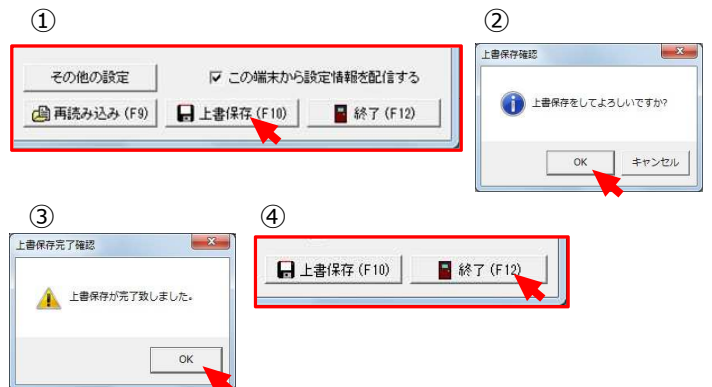 ①
その他の設定
この端末から設定情報を配信する
再読み込み(F9)
上書保存(F10)
終了(F12)
②
上書保存確認
上書保存をしてよろしいですか?
OK
キャンセル
③
上書保存完了確認
上書保存が完了致しました。
OK
④
上書保存(F10)
終了(F12)